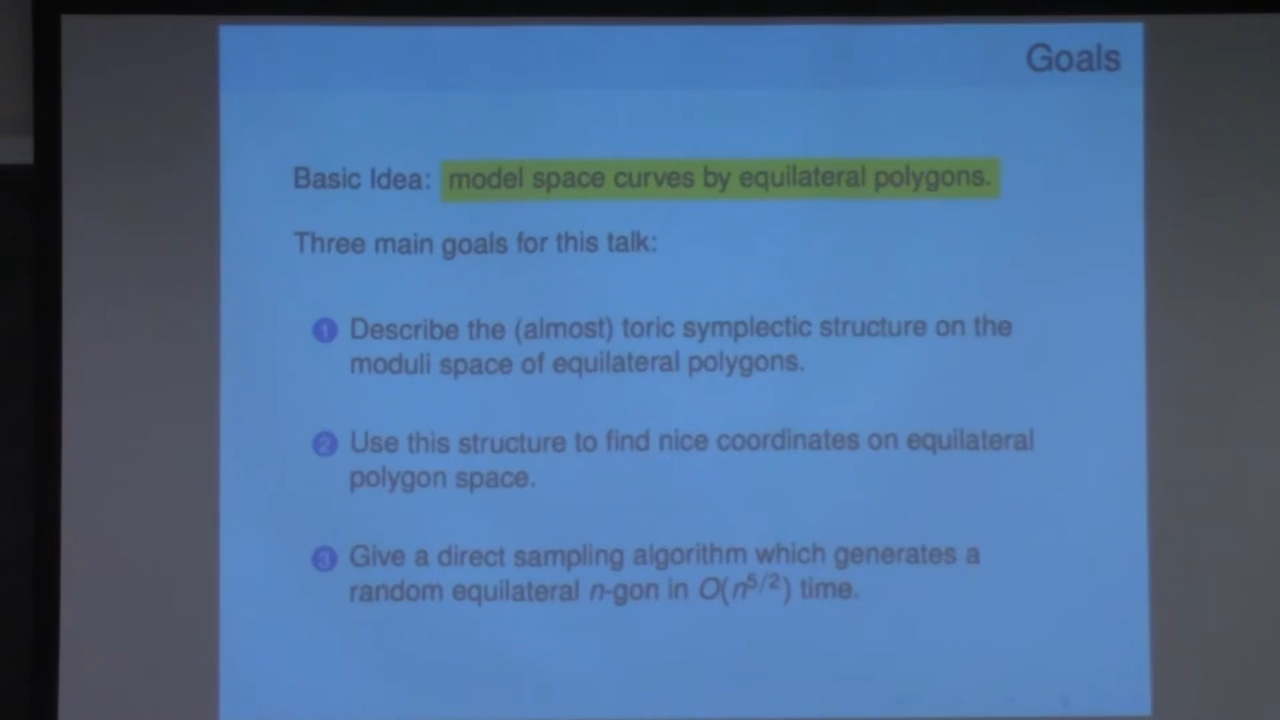 Goals
Basic Idea: model space curves by equilateral polygons.
Three main goals for this talk:
1 Describe the (almost) toric symplectic structure on the
moduli space of equilateral polygons.
2 Use this structure to find nice coordinates on equilateral
polygon space.
3 Give a direct sampling algorithm which generates a
random equilateral n-gon in O(n^{5/2}) time.